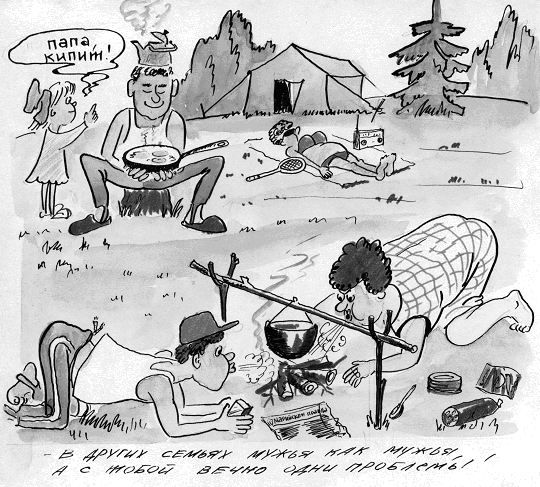 папа,
кипит!
- В ДРУГИХ СЕМЬЯХ МУЖЬЯ КАК МУЖЬЯ,
А С ТОБОЙ ВЕЧНО ОДНИ ПРОБЛЕМЫ!